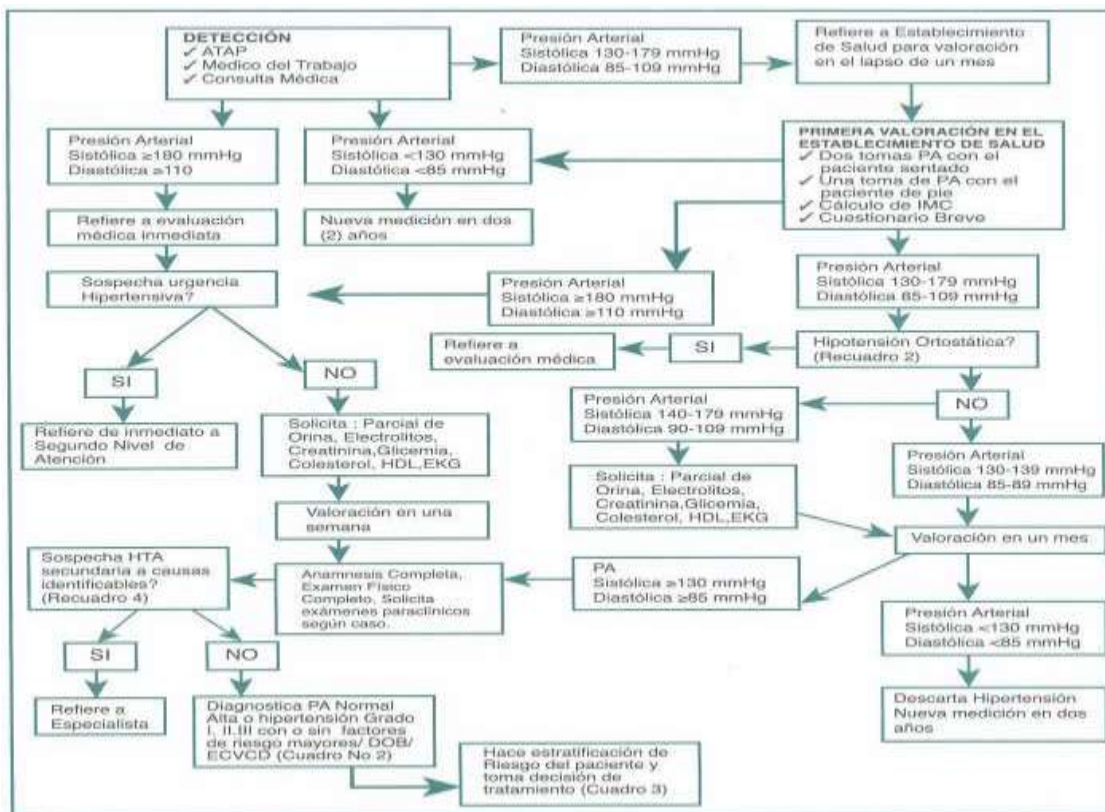 DETECCIÓN
✓ ATAP
✓ Medico del Trabajo
✓ Consulta Médica
Presión Arterial
Sistólica 130-179 mmHg
Diastólica 85-109 mmHg
Refiere a Establecimiento
de Salud para valoración
en el lapso de un mes
Presión Arterial
Sistólica ≥180 mmHg
Diastólica ≥110
Presión Arterial
Sistólica <130 mmHg
Diastólica <85 mmHg
PRIMERA VALORACIÓN EN EL
ESTABLECIMIENTO DE SALUD
✓ Dos tomas PA con el
paciente sentado
✓ Una toma de PA con el
paciente de pie
✓ Cálculo de IMC
✓ Cuestionario Breve
Refiere a evaluación
médica inmediata
Nueva medición en dos
(2) años
Sospecha urgencia
Hipertensiva?
Presión Arterial
Sistólica ≥180 mmHg
Diastólica ≥110 mmHg
Presión Arterial
Sistólica 130-179 mmHg
Diastólica 85-109 mmHg
Refiere a
evaluación médica
SI
Hipotensión Ortostática?
(Recuadro 2)
SI
NO
NO
Refiere de inmediato a
Segundo Nivel de
Atención
Solicita : Parcial de
Orina, Electrolitos,
Creatinina,Glicemia,
Colesterol, HDL,EKG
Presión Arterial
Sistólica 140-179 mmHg
Diastólica 90-109 mmHg
Presión Arterial
Sistólica 130-139 mmHg
Diastólica 85-89 mmHg
Solicita : Parcial de
Orina, Electrolitos,
Creatinina,Glicemia,
Colesterol, HDL,EKG
Valoración en una
semana
Valoración en un mes
Sospecha HTA
secundaria a causas
identificables?
(Recuadro 4)
Anamnesis Completa,
Examen Físico
Completo, Solicita
exámenes paraclínicos
según caso.
PA
Sistólica ≥130 mmHg
Diastólica ≥85 mmHg
Presión Arterial
Sistólica <130 mmHg
Diastólica <85 mmHg
SI
NO
Refiere a
Especialista
Diagnostica PA Normal
Alta o hipertensión Grado
I, II.III con o sin factores
de riesgo mayores/ DOB/
ECVCD (Cuadro No 2)
Descarta Hipertensión
Nueva medición en dos
años
Hace estratificación de
Riesgo del paciente y
toma decisión de
tratamiento (Cuadro 3)